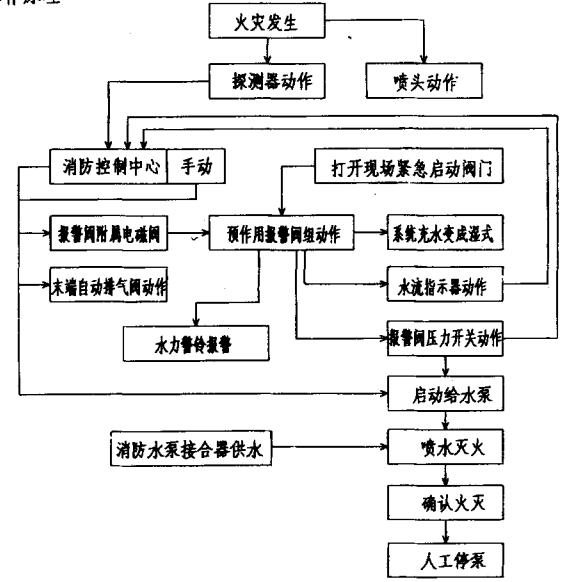 火灾发生
探测器动作
喷头动作
消防控制中心 手动
打开现场紧急启动阀门
报警阀附属电磁阀
预作用报警阀组动作
系统充水变成湿式
末端自动排气阀动作
水流指示器动作
水力警铃报警
报警阀压力开关动作
启动给水泵
消防水泵接合器供水
喷水灭火
确认火灭
人工停泵